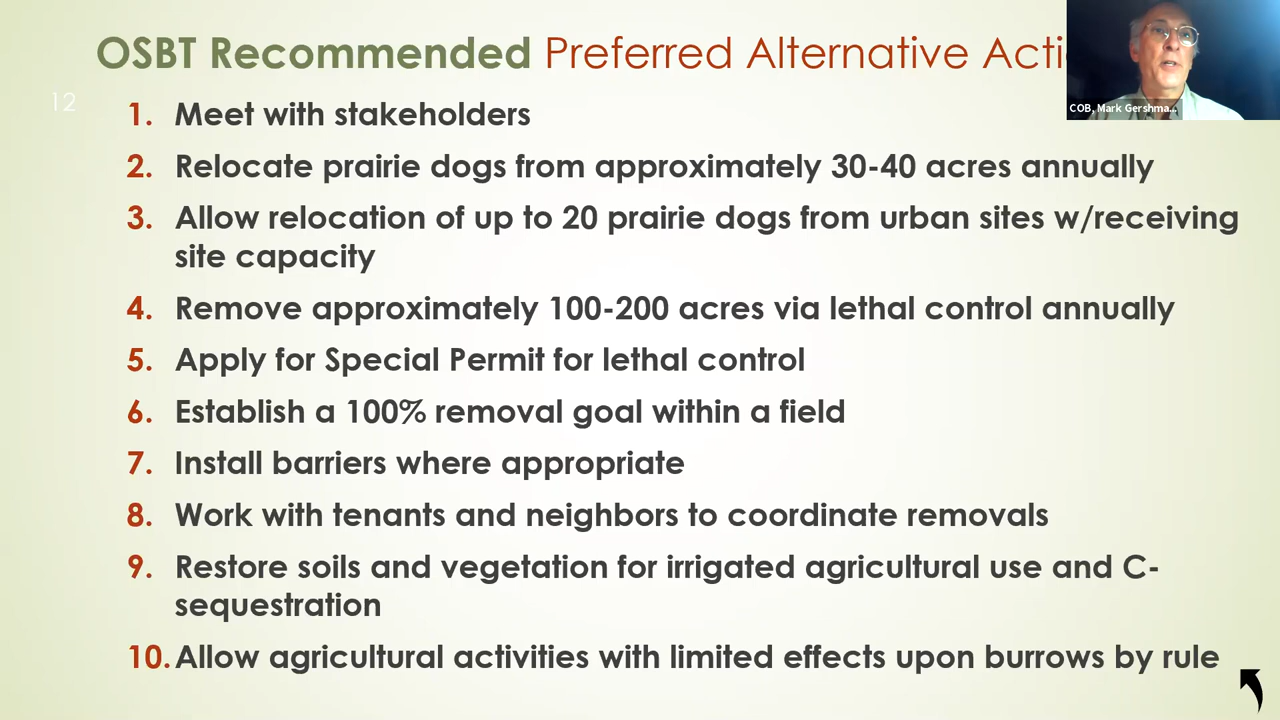 OSBT Recommended Preferred Alternative Acti
COB, Mark Gershma...
12
1. Meet with stakeholders
2. Relocate prairie dogs from approximately 30-40 acres annually
3. Allow relocation of up to 20 prairie dogs from urban sites w/receiving
site capacity
4. Remove approximately 100-200 acres via lethal control annually
5. Apply for Special Permit for lethal control
6. Establish a 100% removal goal within a field
7. Install barriers where appropriate
8. Work with tenants and neighbors to coordinate removals
9. Restore soils and vegetation for irrigated agricultural use and C-
sequestration
10. Allow agricultural activities with limited effects upon burrows by rule